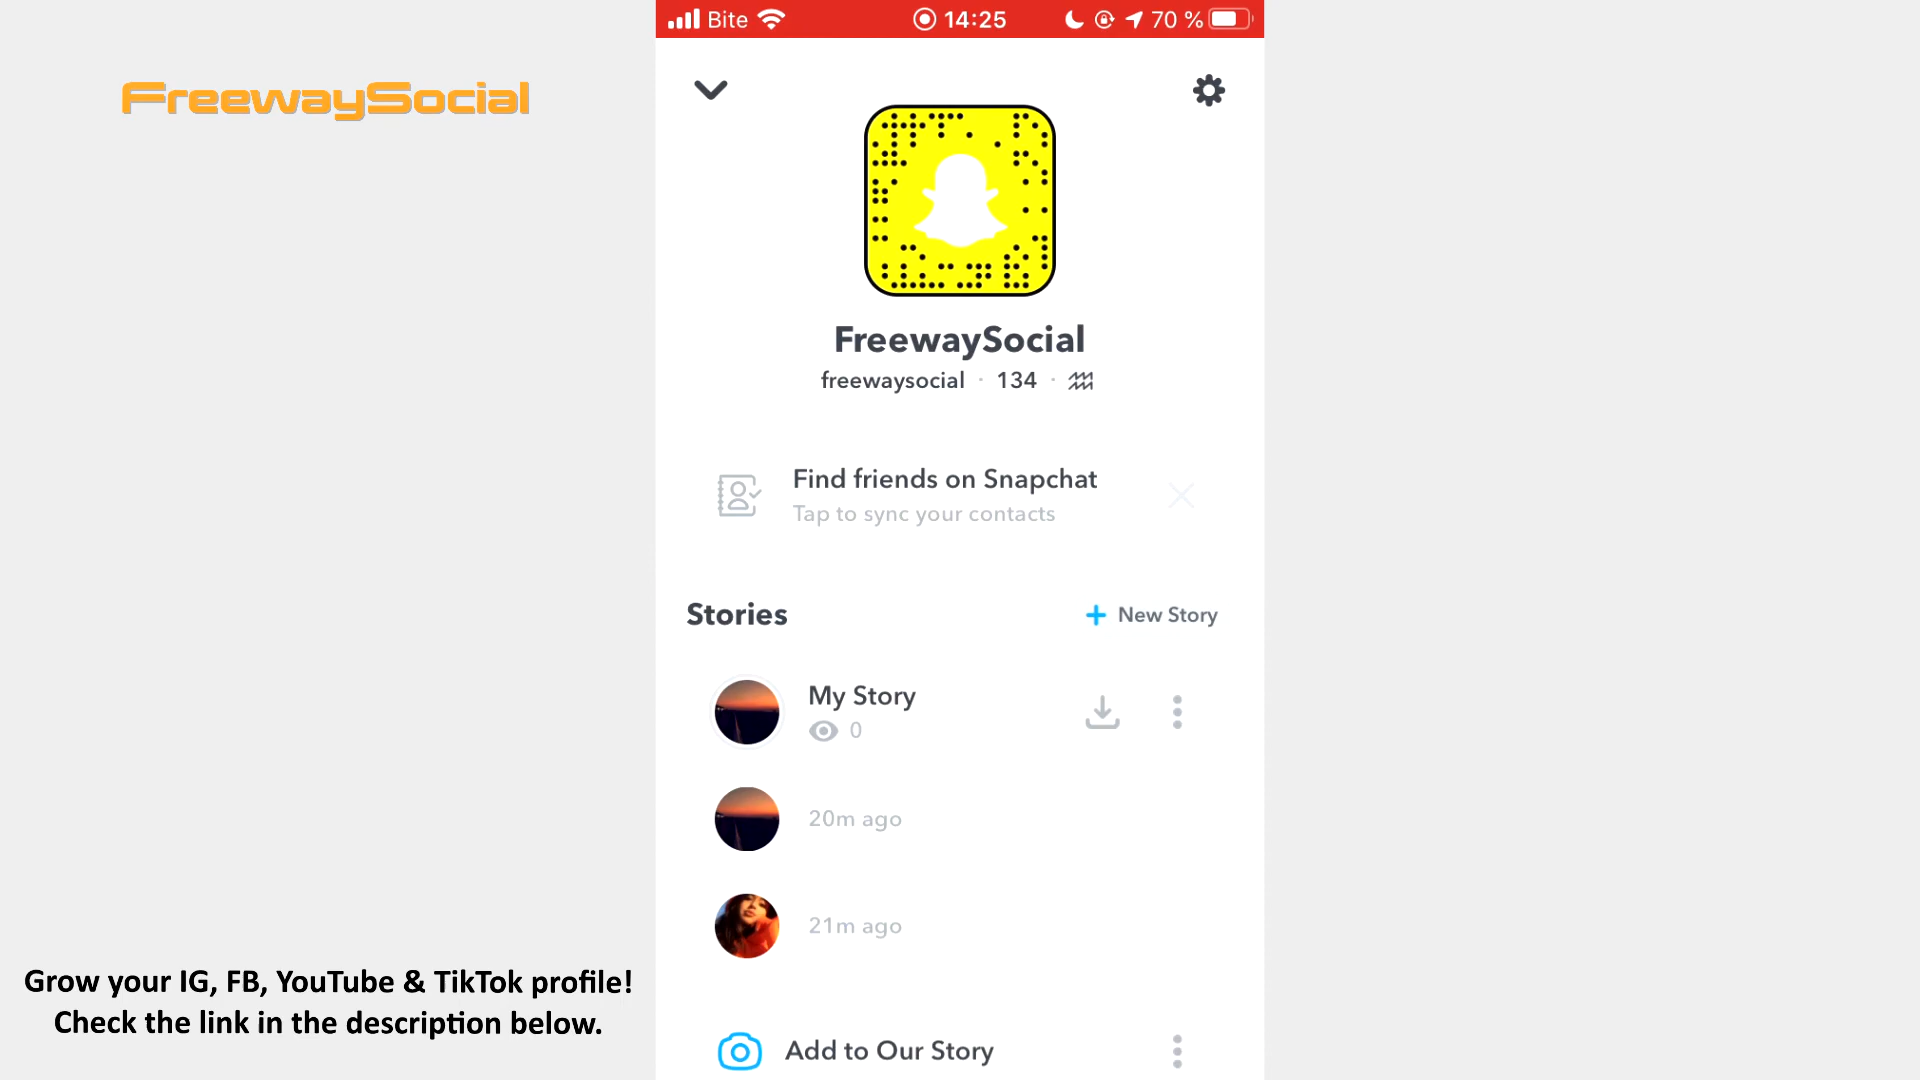 Bite 14:25 70 %
FreewaySocial
FreewaySocial
freewaysocial · 134 ·
Find friends on Snapchat
Tap to sync your contacts
Stories
+ New Story
My Story
0
20m ago
21m ago
Grow your IG, FB, YouTube & TikTok profile!
Check the link in the description below.
Add to Our Story